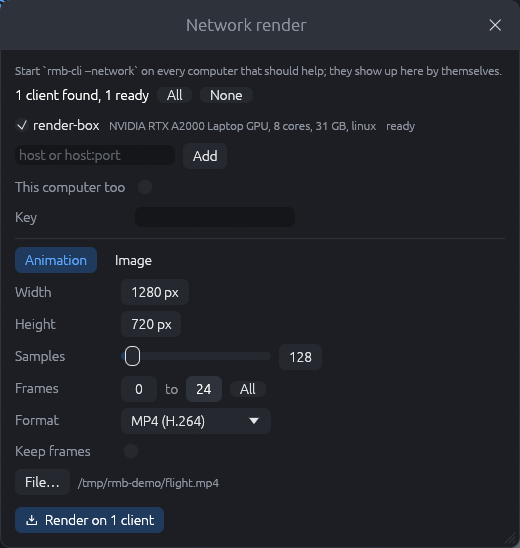 Network render
Start `rmb-cli --network` on every computer that should help; they show up here by themselves.
1 client found, 1 ready All None
render-box NVIDIA RTX A2000 Laptop GPU, 8 cores, 31 GB, linux ready
host or host:port Add
This computer too
Key
Animation Image
Width 1280 px
Height 720 px
Samples 128
Frames 0 to 24 All
Format MP4 (H.264)
Keep frames
File... /tmp/rmb-demo/flight.mp4
Render on 1 client